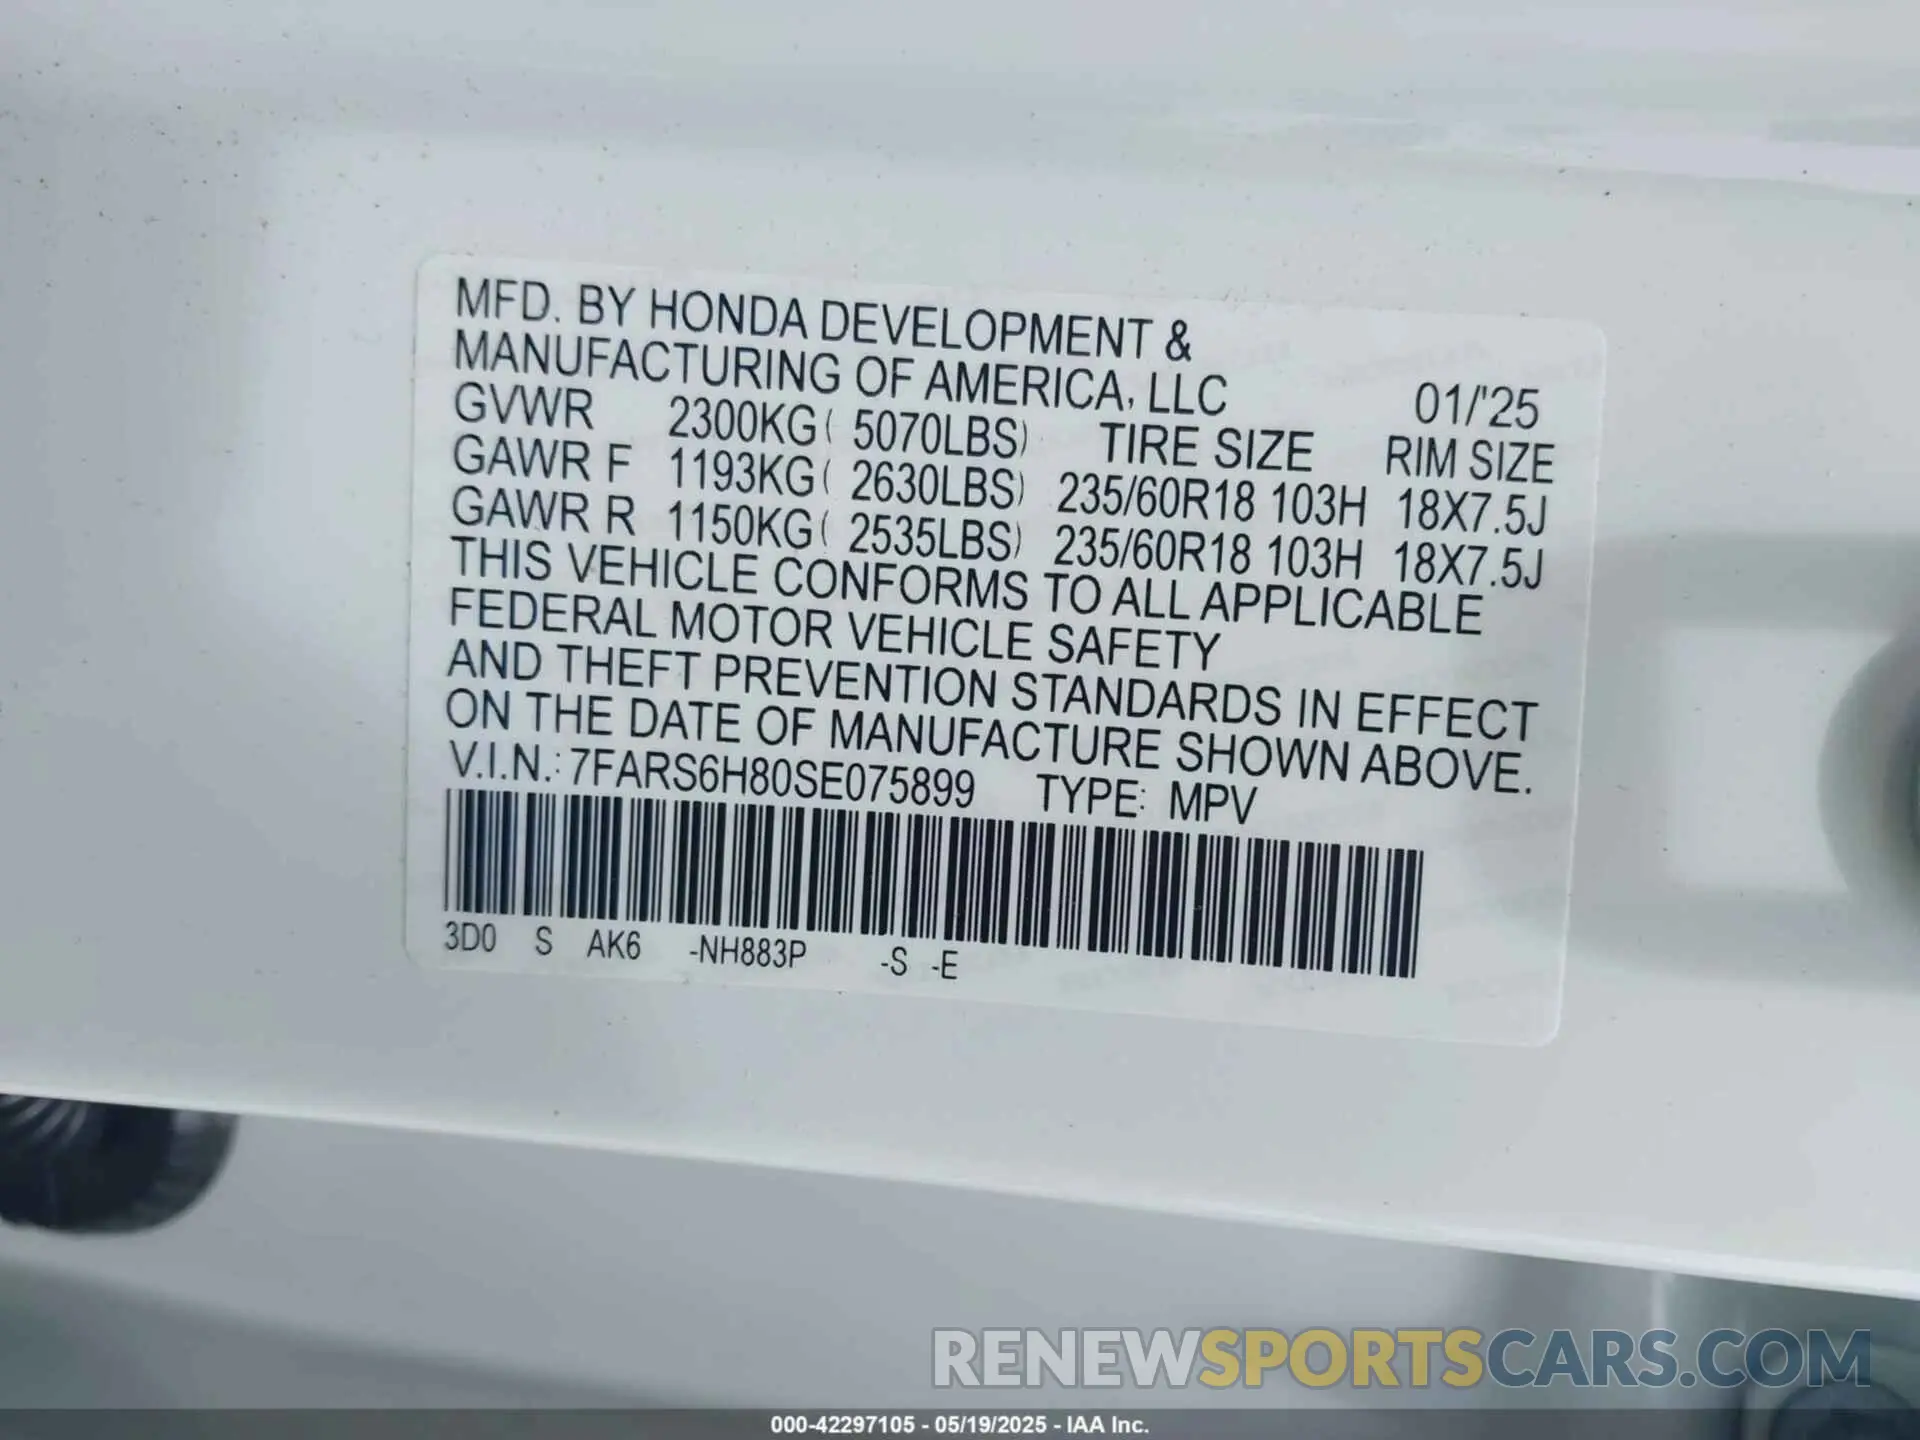 MFD. BY HONDA DEVELOPMENT &
MANUFACTURING OF AMERICA, LLC 01/'25
GVWR 2300KG( 5070LBS) TIRE SIZE RIM SIZE
GAWR F 1193KG( 2630LBS) 235/60R18 103H 18X7.5J
GAWR R 1150KG( 2535LBS) 235/60R18 103H 18X7.5J
THIS VEHICLE CONFORMS TO ALL APPLICABLE
FEDERAL MOTOR VEHICLE SAFETY
AND THEFT PREVENTION STANDARDS IN EFFECT
ON THE DATE OF MANUFACTURE SHOWN ABOVE.
V.I.N.: 7FARS6H80SE075899 TYPE: MPV
3D0 S AK6 -NH883P -S -E
RENEWSPORTSCARS.COM
000-42297105 - 05/19/2025 - IAA Inc.